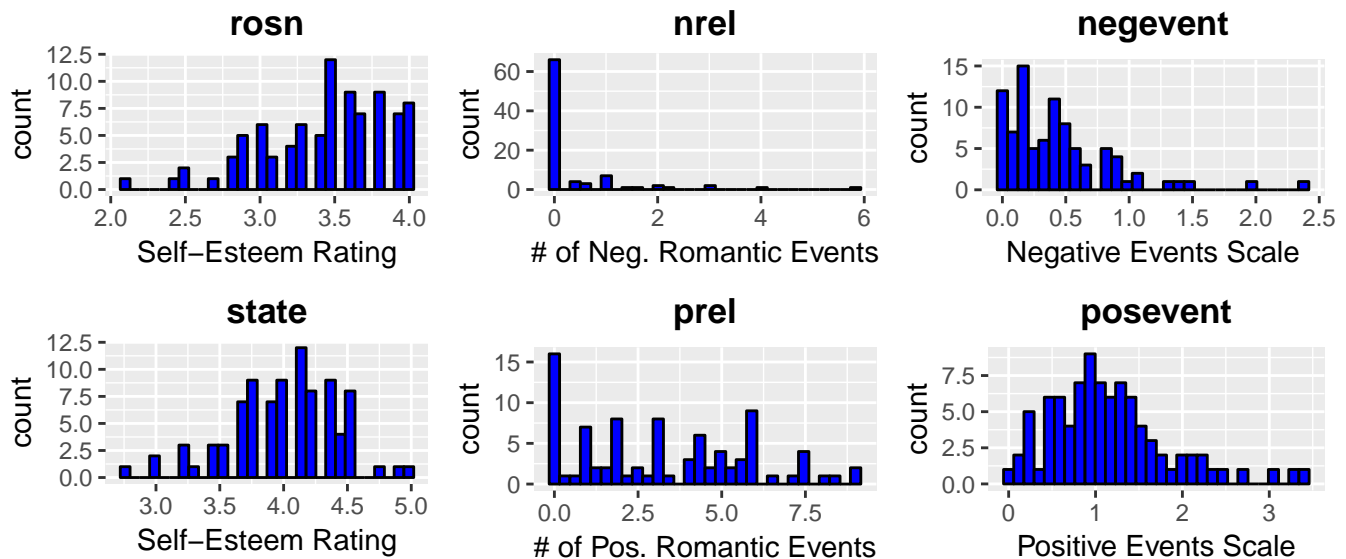 rosn
12.5
10.0
7.5
5.0
2.5
0.0
count
2.0 2.5 3.0 3.5 4.0
Self−Esteem Rating
nrel
60
40
20
0
count
0 2 4 6
# of Neg. Romantic Events
negevent
15
10
5
0
count
0.0 0.5 1.0 1.5 2.0 2.5
Negative Events Scale
state
12.5
10.0
7.5
5.0
2.5
0.0
count
3.0 3.5 4.0 4.5 5.0
Self−Esteem Rating
prel
15
10
5
0
count
0.0 2.5 5.0 7.5
# of Pos. Romantic Events
posevent
7.5
5.0
2.5
0.0
count
0 1 2 3
Positive Events Scale